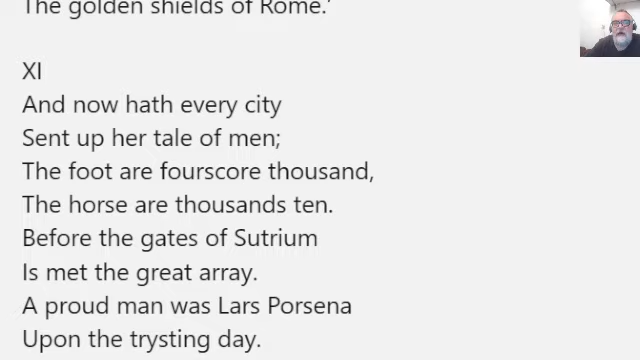 The golden shields of Rome.'
XI
And now hath every city
Sent up her tale of men;
The foot are fourscore thousand,
The horse are thousands ten.
Before the gates of Sutrium
Is met the great array.
A proud man was Lars Porsena
Upon the trysting day.